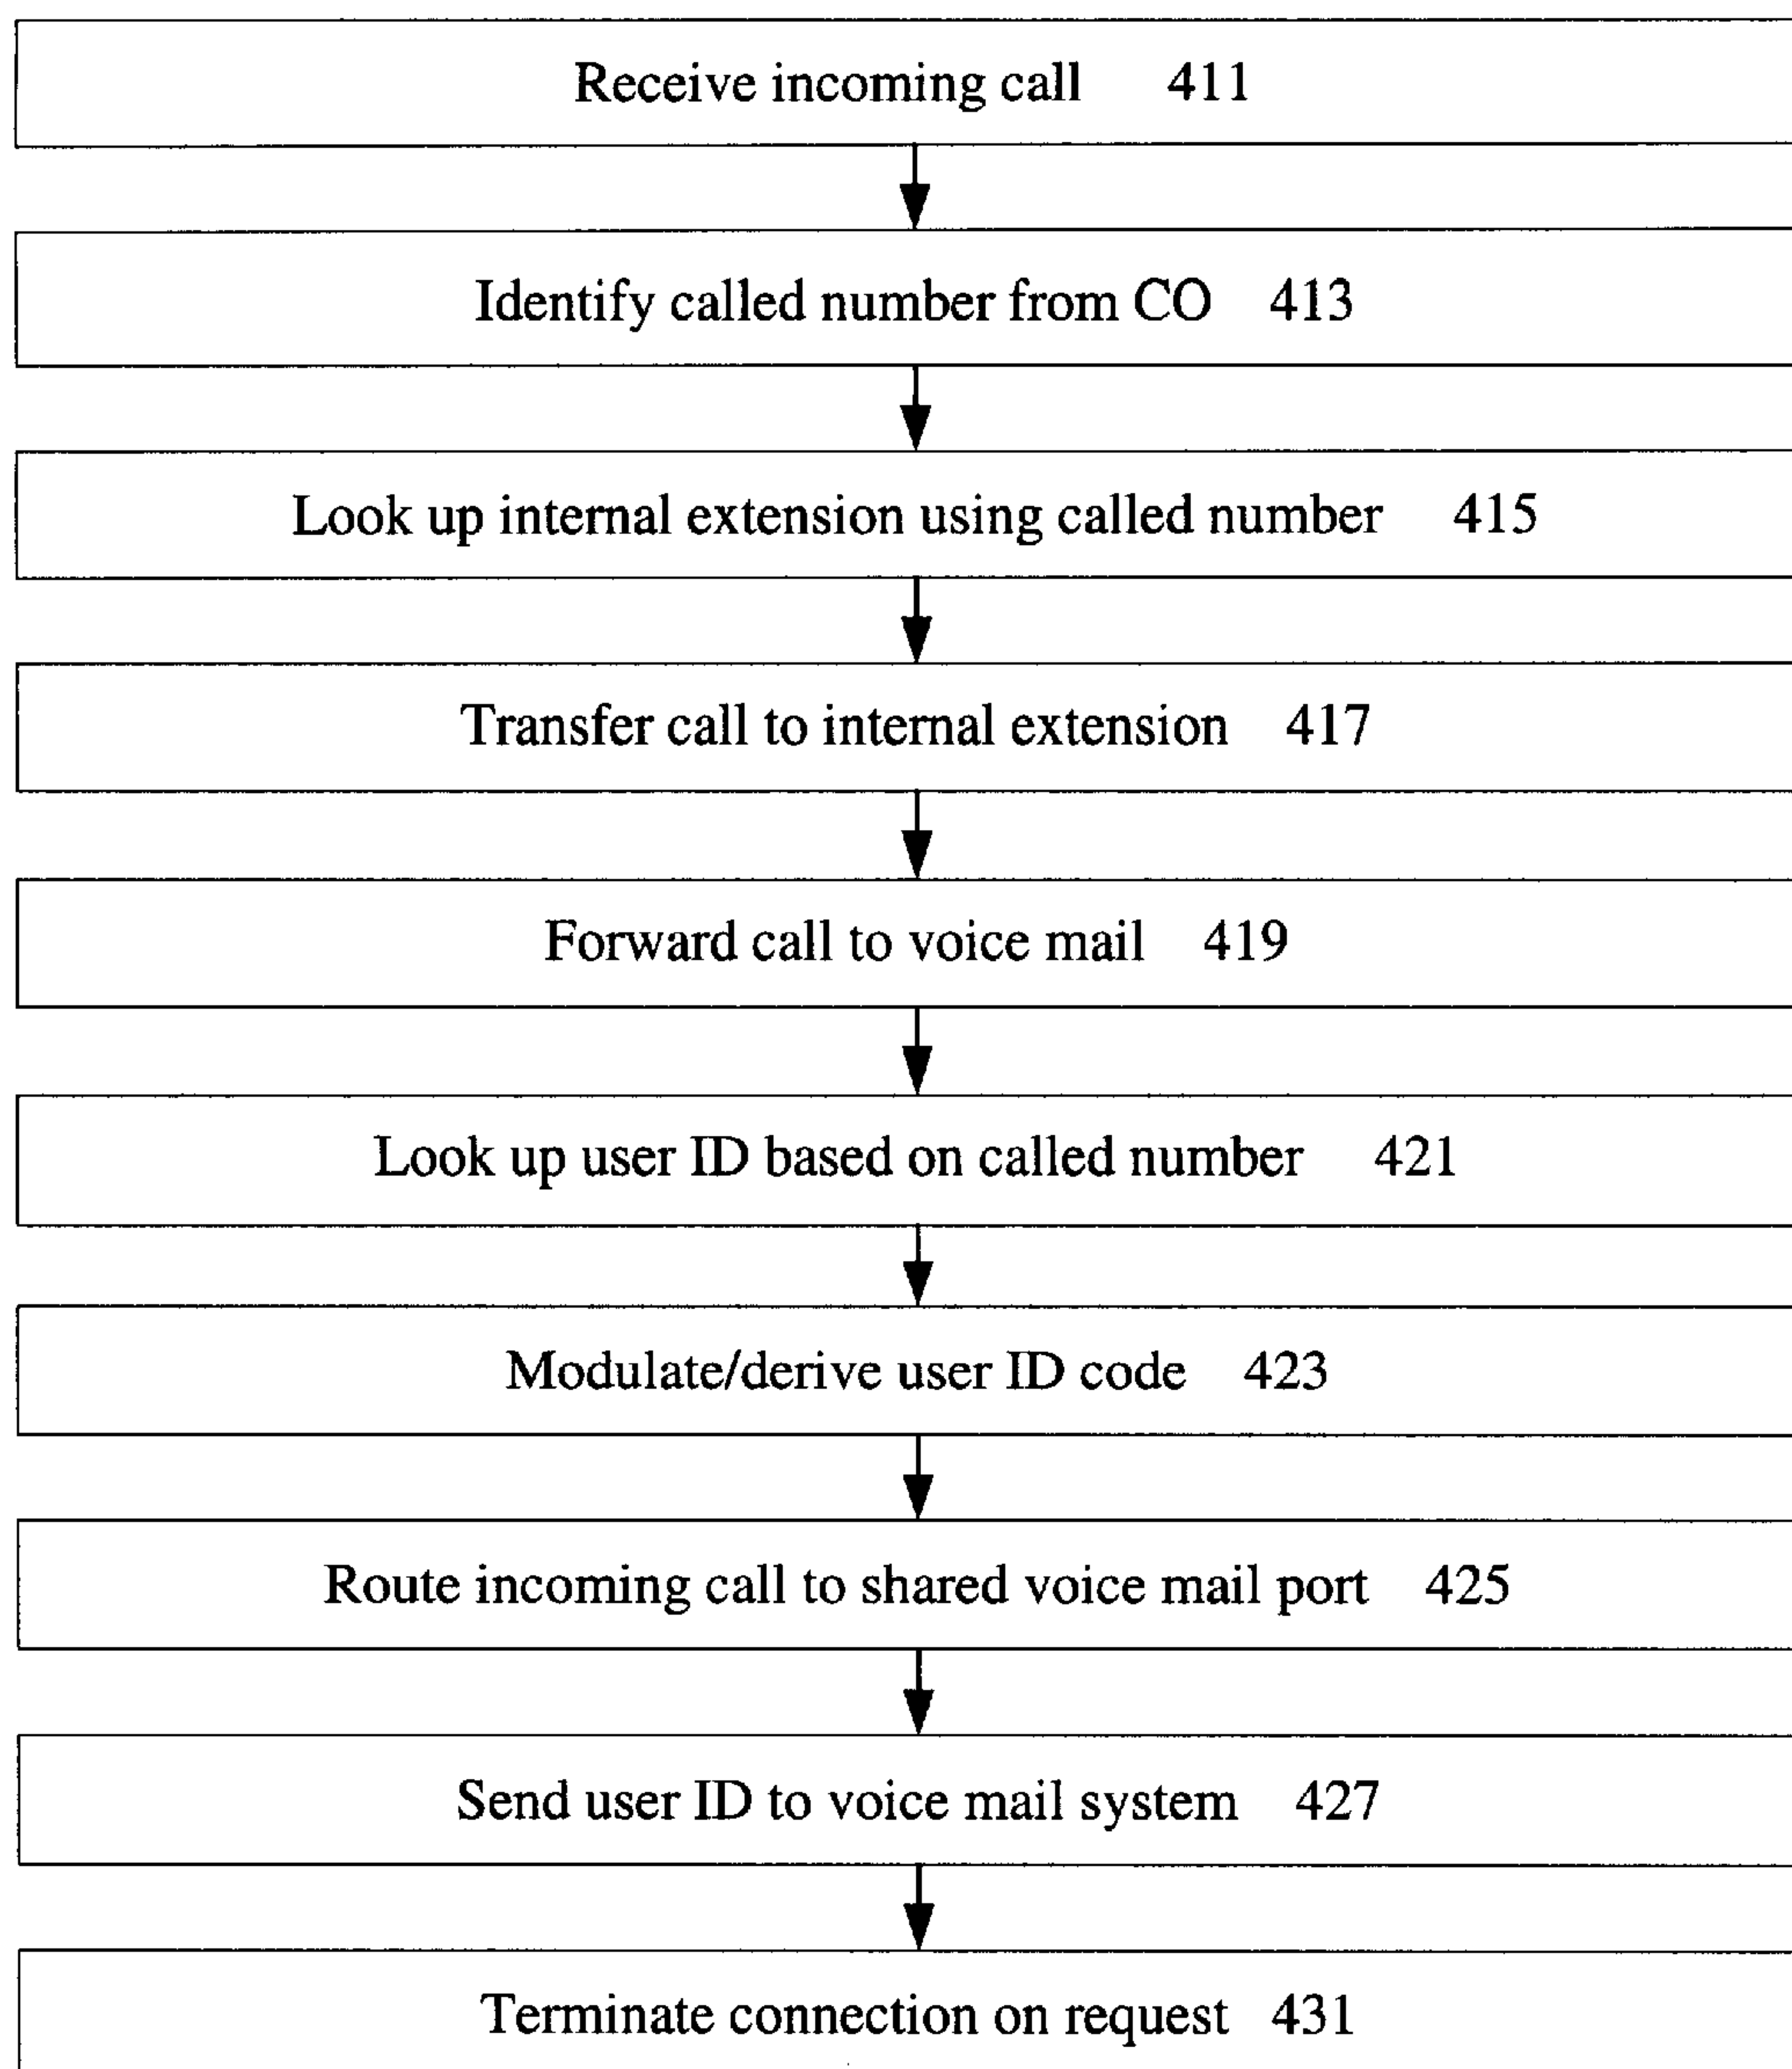 Receive incoming call 411
Identify called number from CO 413
Look up internal extension using called number 415
Transfer call to internal extension 417
Forward call to voice mail 419
Look up user ID based on called number 421
Modulate/derive user ID code 423
Route incoming call to shared voice mail port 425
Send user ID to voice mail system 427
Terminate connection on request 431